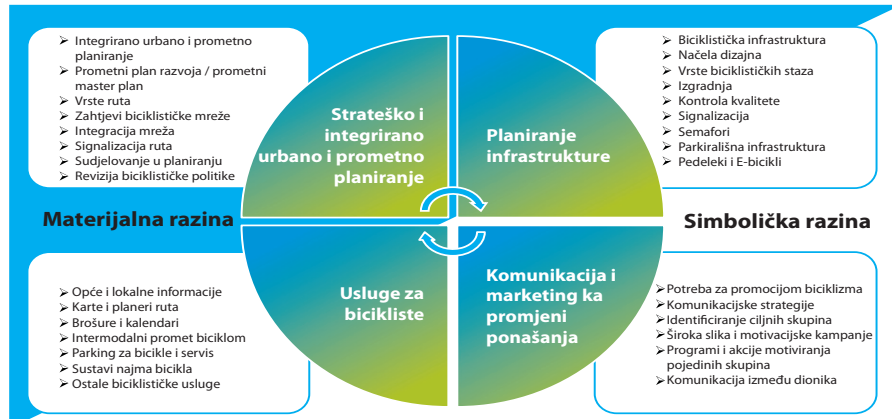 Integrirano urbano i prometno
planiranje
Prometni plan razvoja / prometni
master plan
Vrste ruta
Zahtjevi biciklističke mreže
Integracija mreža
Signalizacija ruta
Sudjelovanje u planiranju
Revizija biciklističke politike
Strateško i
integrirano
urbano i prometno
planiranje
Planiranje
infrastrukture
Biciklistička infrastruktura
Načela dizajna
Vrste biciklističkih staza
Izgradnja
Kontrola kvalitete
Signalizacija
Semafori
Parkirališna infrastruktura
Pedeleki i E-bicikli
Materijalna razina
Simbolička razina
Opće i lokalne informacije
Karte i planeri ruta
Brošure i kalendari
Intermodalni promet biciklom
Parking za bicikle i servis
Sustavi najma bicikla
Ostale biciklističke usluge
Usluge za
bicikliste
Komunikacija i
marketing ka
promjeni
ponašanja
Potreba za promocijom biciklizma
Komunikacijske strategije
Identificiranje ciljnih skupina
Široka slika i motivacijske kampanje
Programi i akcije motiviranja
pojedinih skupina
Komunikacija između dionika